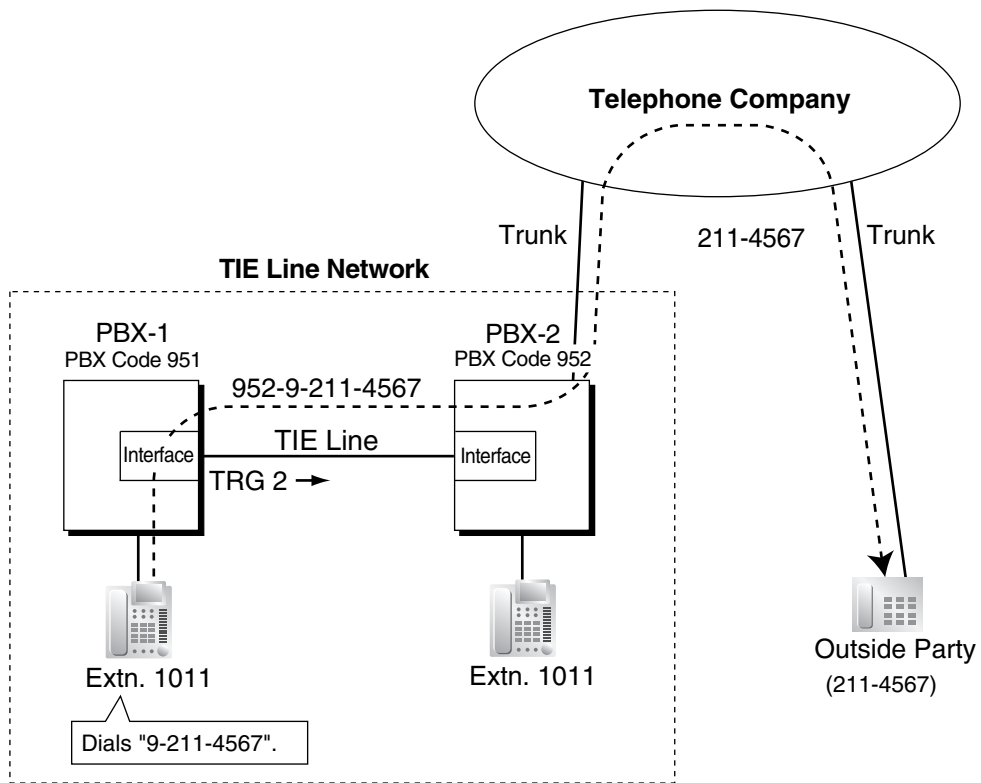 Telephone Company
Trunk
211-4567
Trunk
TIE Line Network
PBX-1
PBX Code 951
PBX-2
PBX Code 952
952-9-211-4567
Interface
TIE Line
Interface
TRG 2 →
Extn. 1011
Extn. 1011
Outside Party
(211-4567)
Dials "9-211-4567".